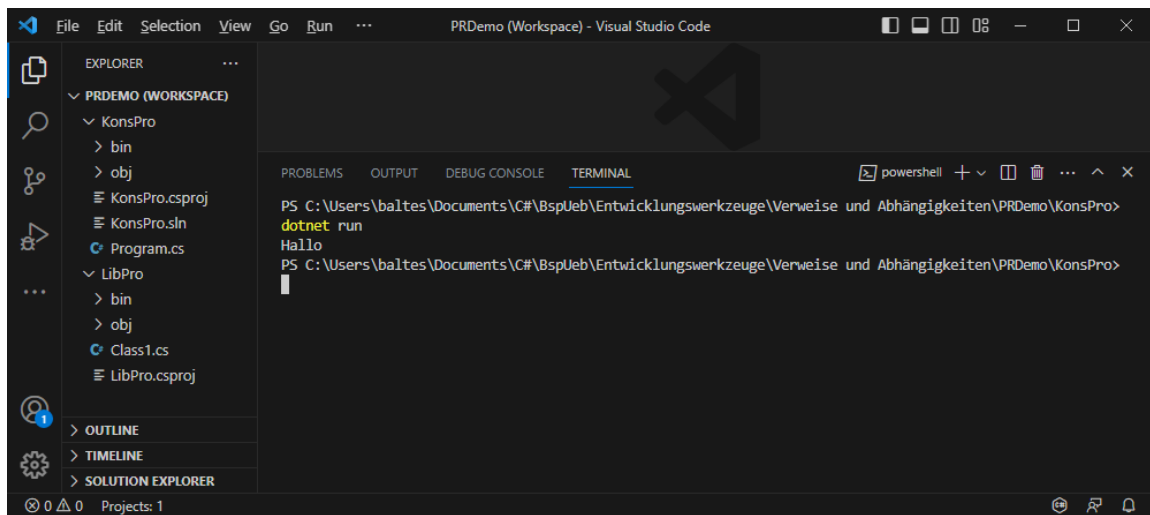 File Edit Selection View Go Run ··· PRDemo (Workspace) - Visual Studio Code
EXPLORER ···
PRDEMO (WORKSPACE)
KonsPro
bin
obj
KonsPro.csproj
KonsPro.sln
C# Program.cs
LibPro
bin
obj
C# Class1.cs
LibPro.csproj
OUTLINE
TIMELINE
SOLUTION EXPLORER
PROBLEMS OUTPUT DEBUG CONSOLE TERMINAL powershell
PS C:\Users\baltes\Documents\C#\BspUeb\Entwicklungswerkzeuge\Verweise und Abhängigkeiten\PRDemo\KonsPro>
dotnet run
Hallo
PS C:\Users\baltes\Documents\C#\BspUeb\Entwicklungswerkzeuge\Verweise und Abhängigkeiten\PRDemo\KonsPro>
1
0 0 Projects: 1